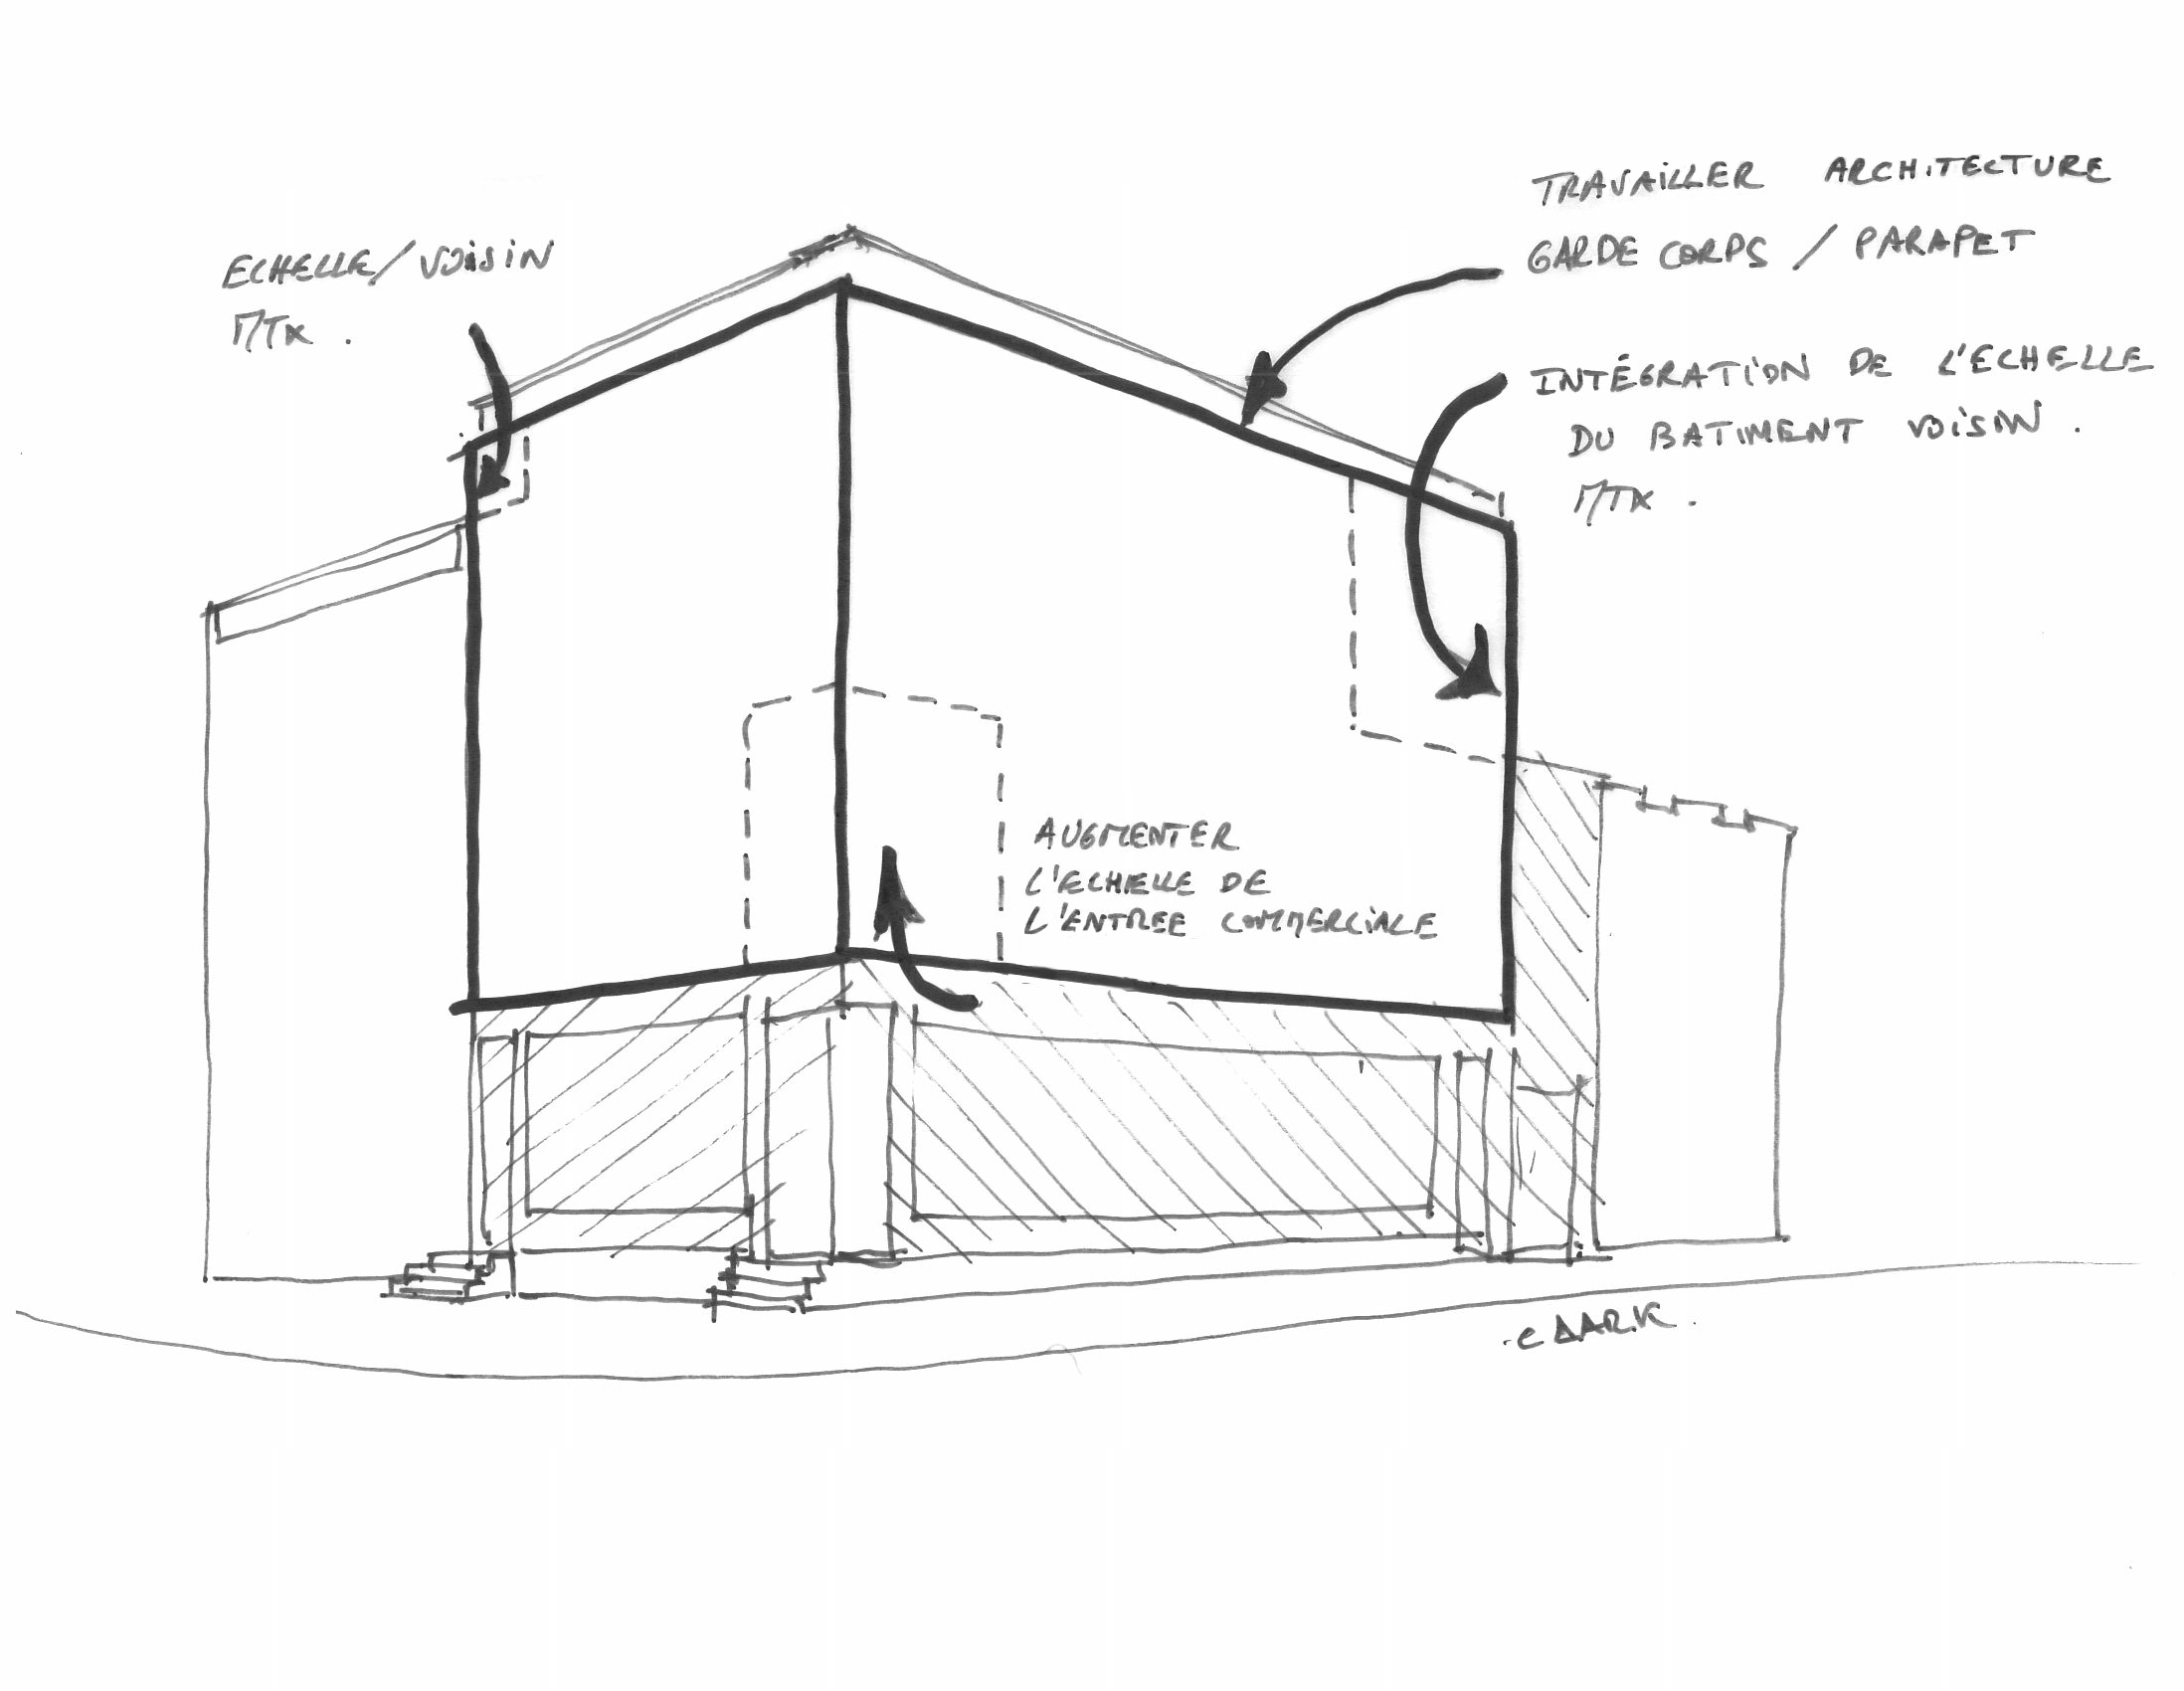 ECHELLE/VOISIN
MTX.
TRAVAILLER ARCHITECTURE
GARDE CORPS / PARAPET
INTÉGRATION DE L'ECHELLE
DU BATIMENT VOISIN.
MTX.
AUGMENTER
L'ECHELLE DE
L'ENTREE COMMERCIALE